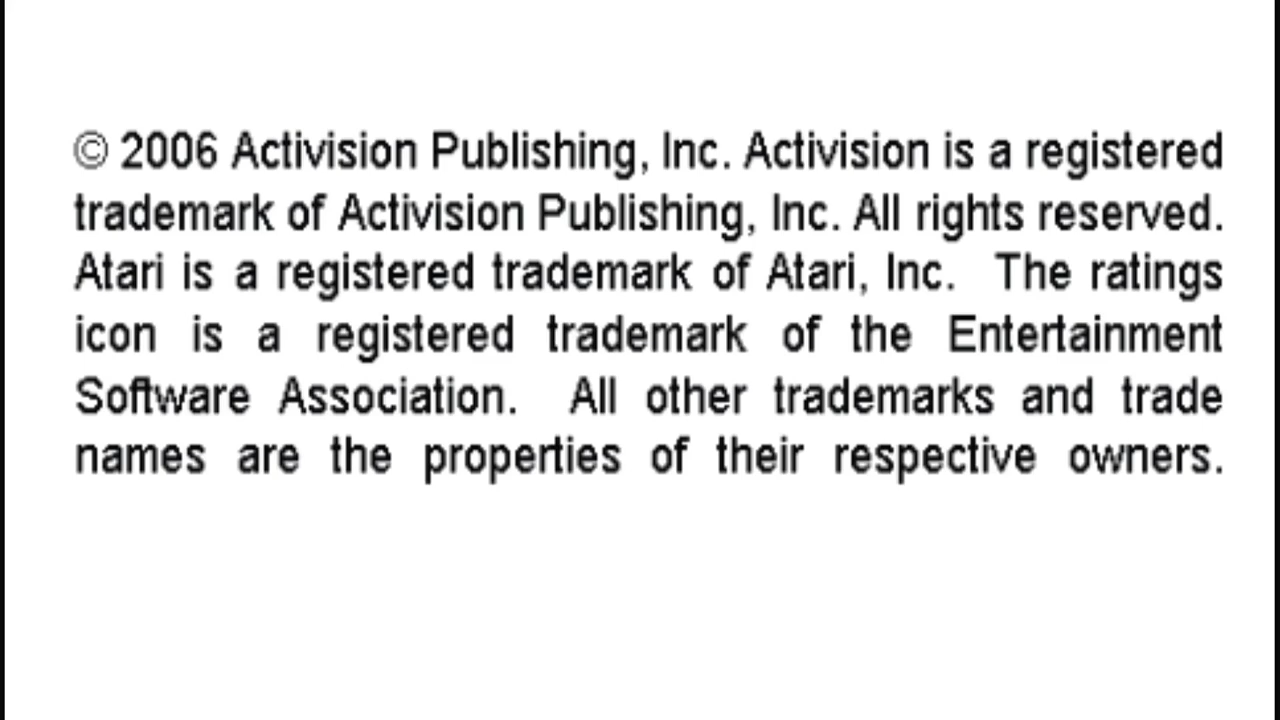 © 2006 Activision Publishing, Inc. Activision is a registered
trademark of Activision Publishing, Inc. All rights reserved.
Atari is a registered trademark of Atari, Inc.  The ratings
icon is a registered trademark of the Entertainment
Software Association.  All other trademarks and trade
names are the properties of their respective owners.